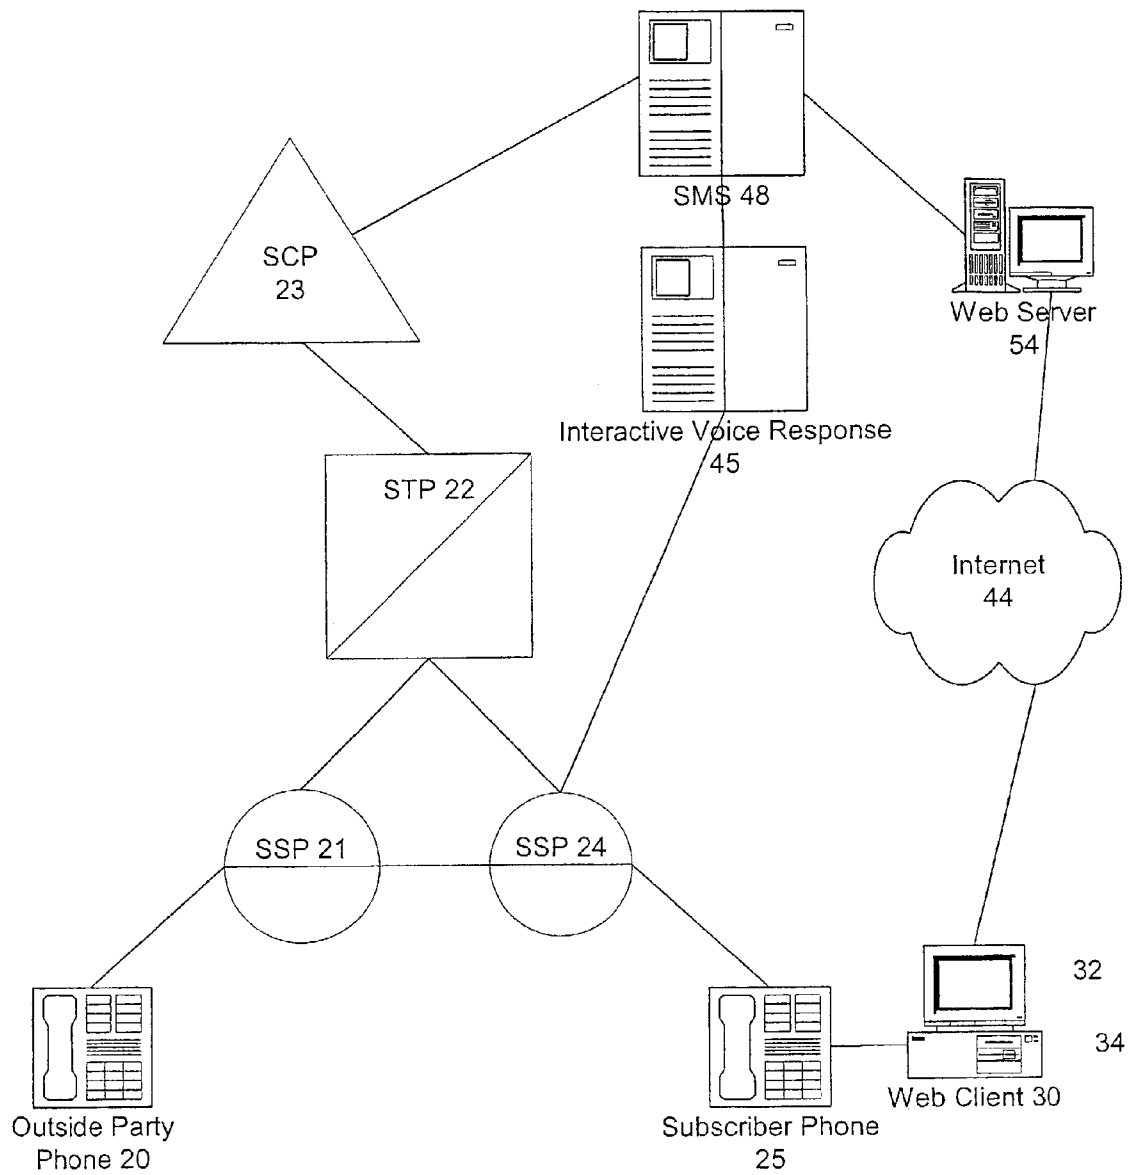 SMS 48
SCP
23
Web Server
54
Interactive Voice Response
45
STP 22
Internet
44
SSP 21
SSP 24
32
34
Web Client 30
Outside Party
Phone 20
Subscriber Phone
25